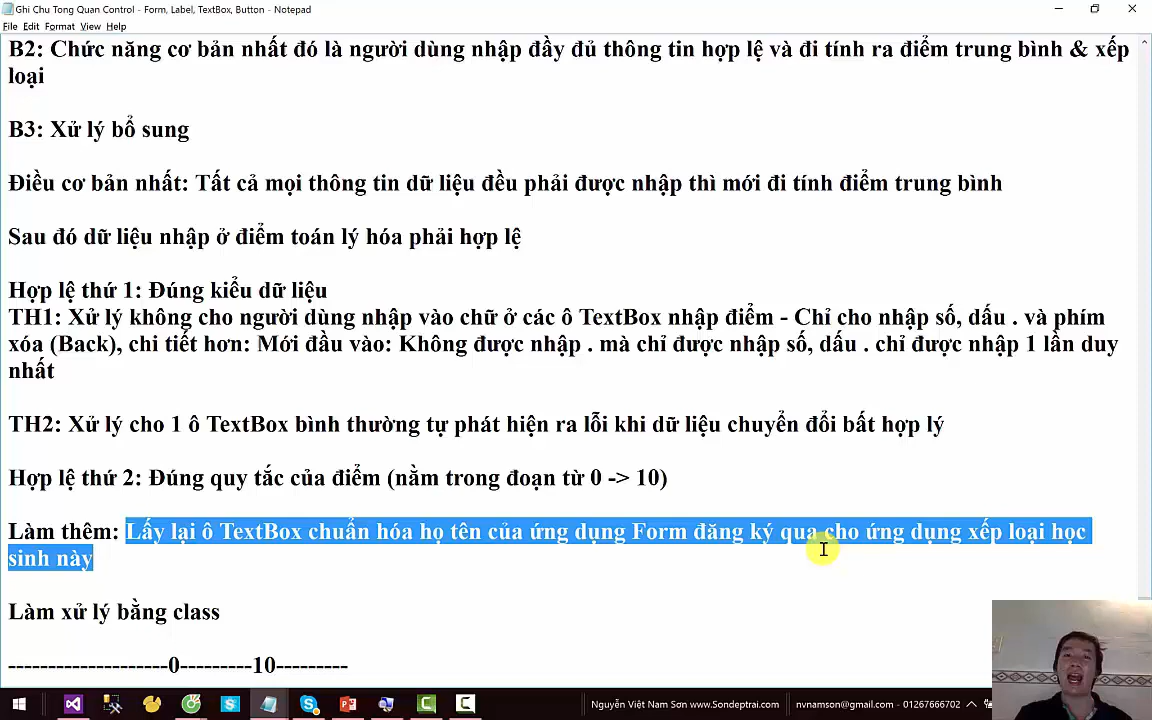 Ghi Chu Tong Quan Control - Form, Label, TextBox, Button - Notepad
File Edit Format View Help
B2: Chức năng cơ bản nhất đó là người dùng nhập đầy đủ thông tin hợp lệ và đi tính ra điểm trung bình & xếp
loại
B3: Xử lý bổ sung
Điều cơ bản nhất: Tất cả mọi thông tin dữ liệu đều phải được nhập thì mới đi tính điểm trung bình
Sau đó dữ liệu nhập ở điểm toán lý hóa phải hợp lệ
Hợp lệ thứ 1: Đúng kiểu dữ liệu
TH1: Xử lý không cho người dùng nhập vào chữ ở các ô TextBox nhập điểm - Chỉ cho nhập số, dấu . và phím
xóa (Back), chi tiết hơn: Mới đầu vào: Không được nhập . mà chỉ được nhập số, dấu . chỉ được nhập 1 lần duy
nhất
TH2: Xử lý cho 1 ô TextBox bình thường tự phát hiện ra lỗi khi dữ liệu chuyển đổi bất hợp lý
Hợp lệ thứ 2: Đúng quy tắc của điểm (nằm trong đoạn từ 0 -> 10)
Làm thêm: Lấy lại ô TextBox chuẩn hóa họ tên của ứng dụng Form đăng ký qua cho ứng dụng xếp loại học
sinh này
Làm xử lý bằng class
--------------------0---------10---------
Nguyễn Việt Nam Sơn www.Sondeptrai.com
nvnamson@gmail.com - 01267666702